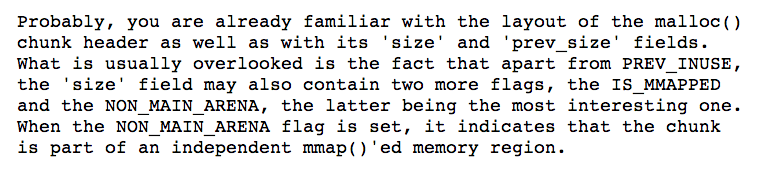 Probably, you are already familiar with the layout of the malloc()
chunk header as well as with its 'size' and 'prev_size' fields.
What is usually overlooked is the fact that apart from PREV_INUSE,
the 'size' field may also contain two more flags, the IS_MMAPPED
and the NON_MAIN_ARENA, the latter being the most interesting one.
When the NON_MAIN_ARENA flag is set, it indicates that the chunk
is part of an independent mmap()'ed memory region.